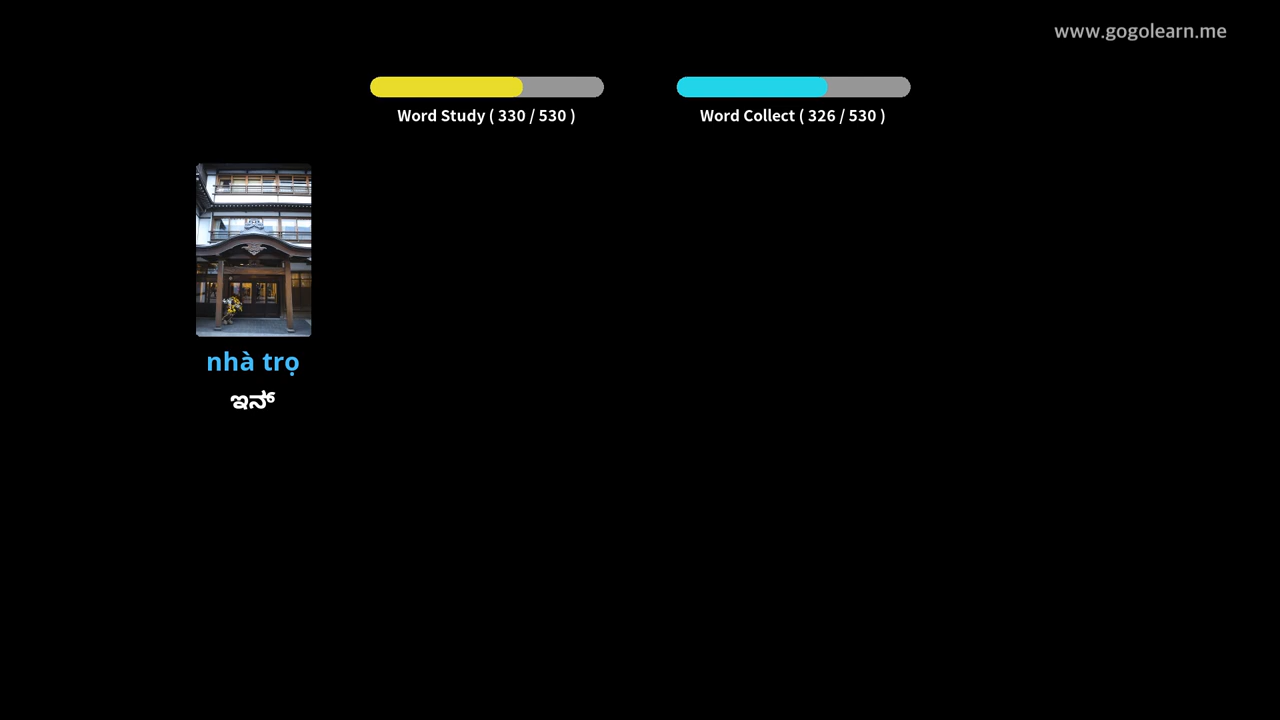 www.gogolearn.me
Word Study ( 330 / 530 )
Word Collect ( 326 / 530 )
nhà trọ
ಇನ್